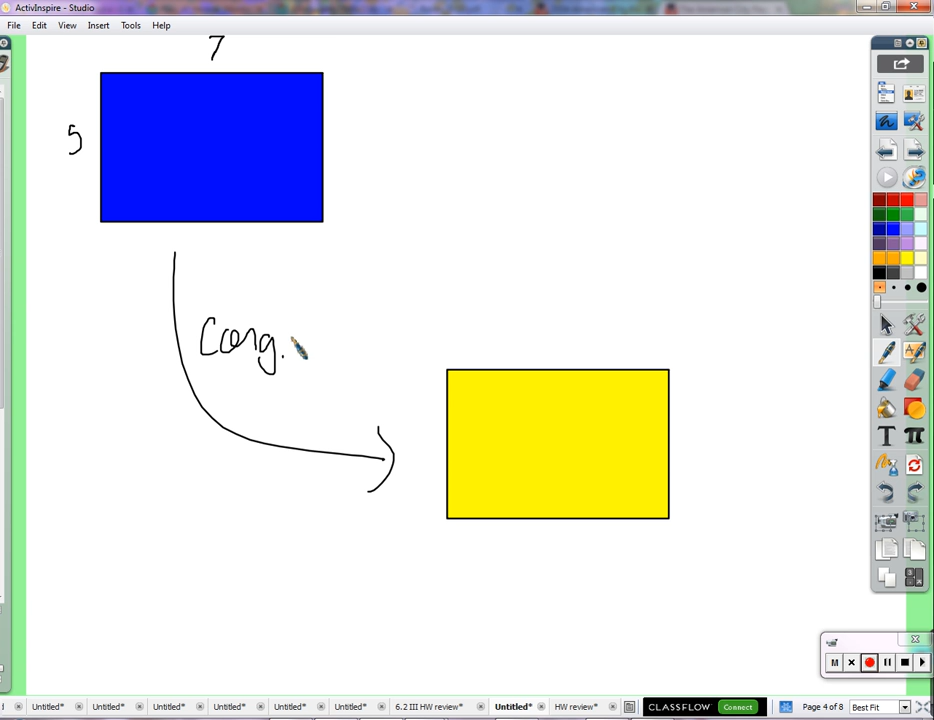 ActivInspire - Studio
File Edit View Insert Tools Help
7
5
Cong.
M
Untitled* Untitled* Untitled* Untitled* Untitled* Untitled* 6.2 III HW review* Untitled* HW review* CLASSFLOW Connect Page 4 of 8 Best Fit